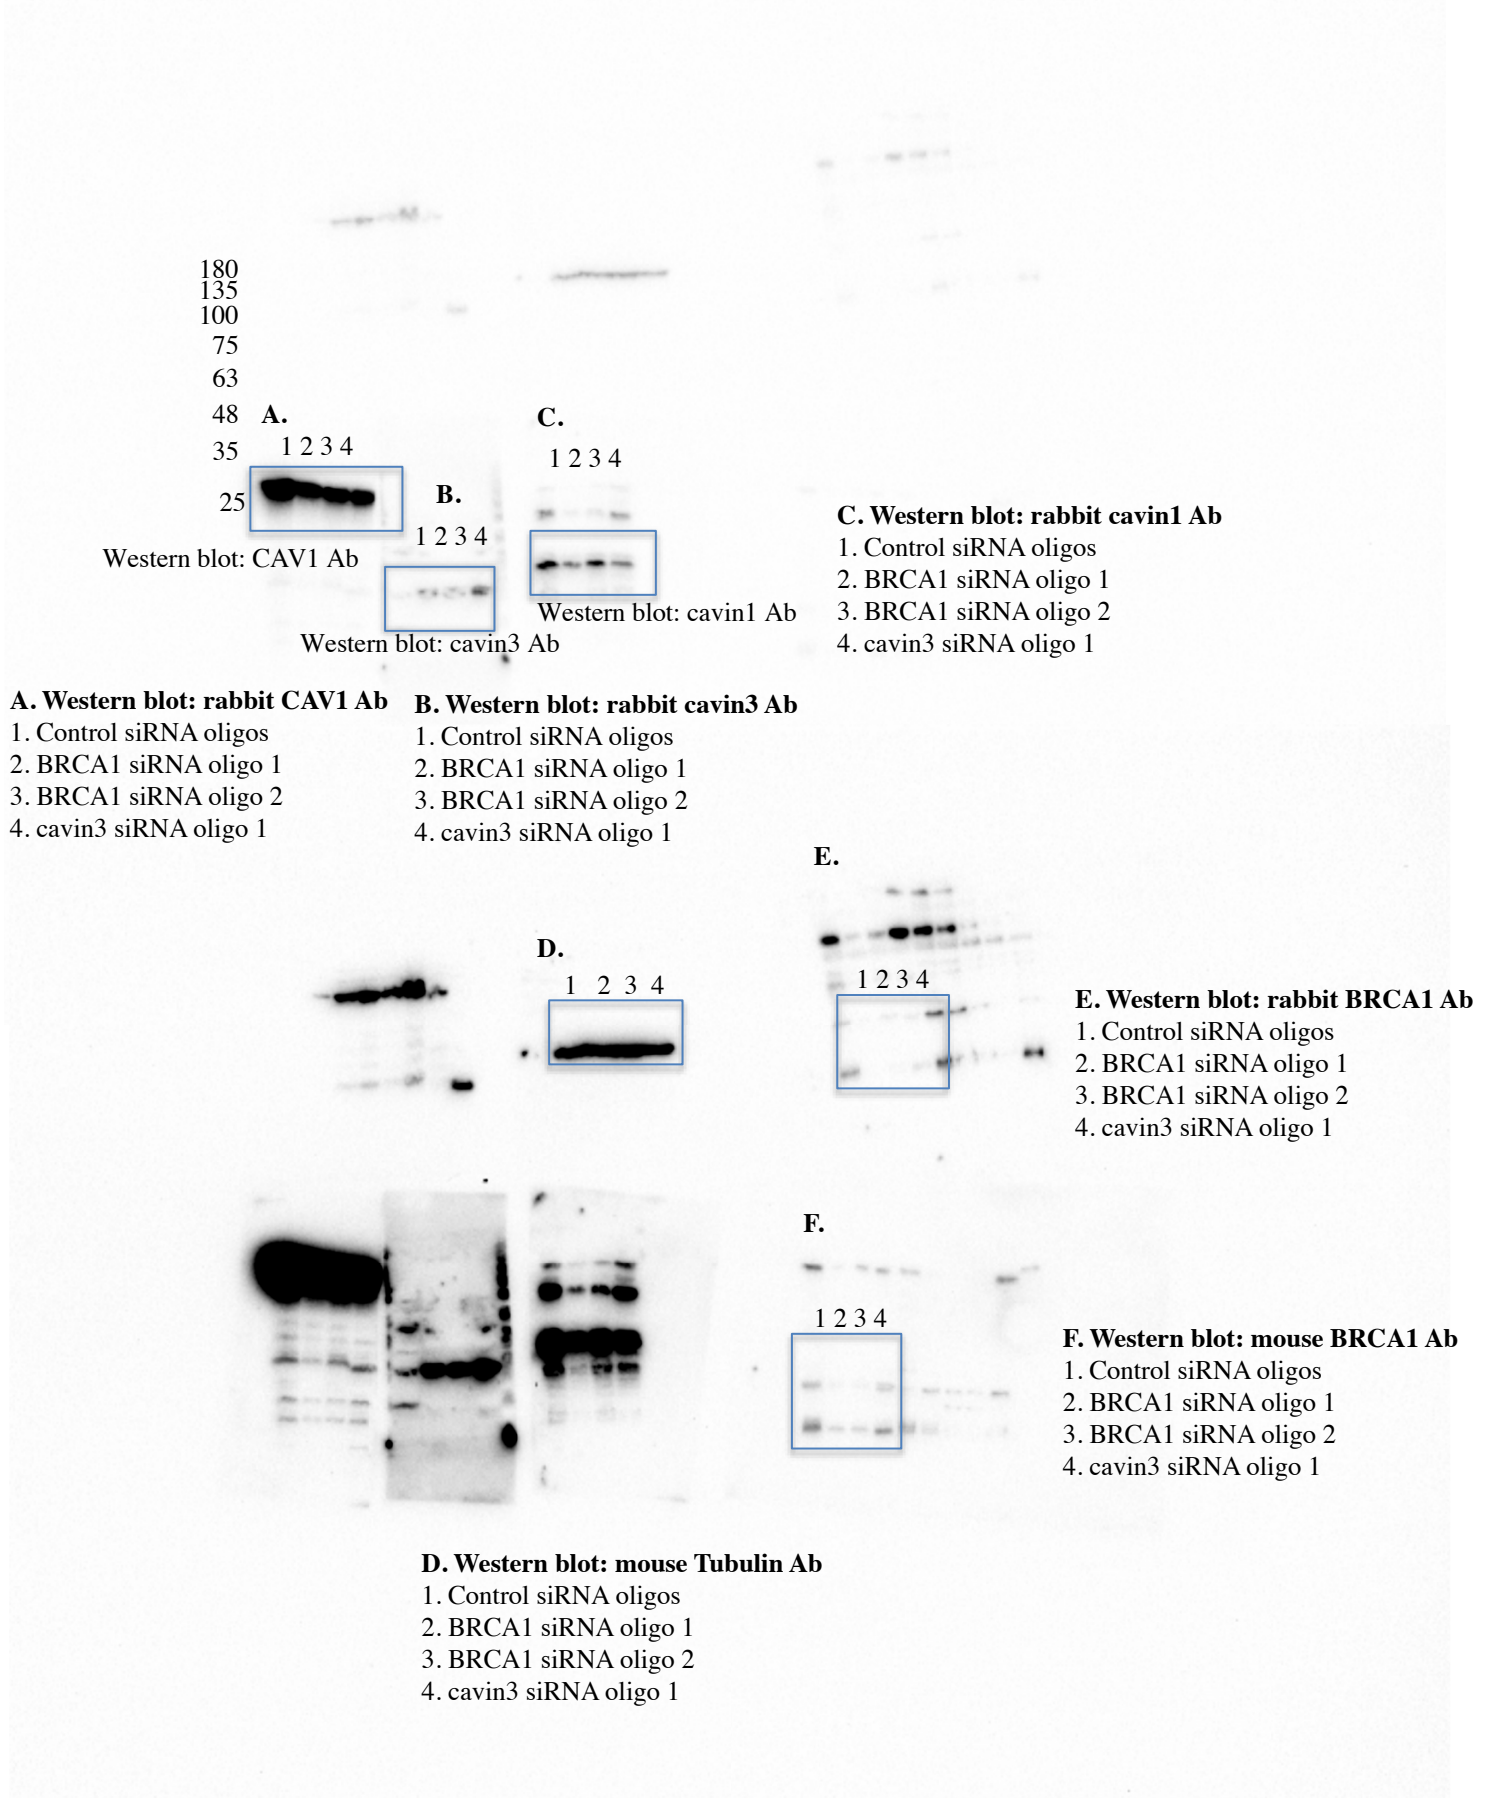 180
135
100
75
63
48
35
25
A.
1 2 3 4
Western blot: CAV1 Ab
B.
1 2 3 4
Western blot: cavin3 Ab
C.
1 2 3 4
Western blot: cavin1 Ab
C. Western blot: rabbit cavin1 Ab
1. Control siRNA oligos
2. BRCA1 siRNA oligo 1
3. BRCA1 siRNA oligo 2
4. cavin3 siRNA oligo 1
A. Western blot: rabbit CAV1 Ab
1. Control siRNA oligos
2. BRCA1 siRNA oligo 1
3. BRCA1 siRNA oligo 2
4. cavin3 siRNA oligo 1
B. Western blot: rabbit cavin3 Ab
1. Control siRNA oligos
2. BRCA1 siRNA oligo 1
3. BRCA1 siRNA oligo 2
4. cavin3 siRNA oligo 1
D.
1 2 3 4
E.
1 2 3 4
E. Western blot: rabbit BRCA1 Ab
1. Control siRNA oligos
2. BRCA1 siRNA oligo 1
3. BRCA1 siRNA oligo 2
4. cavin3 siRNA oligo 1
F.
1 2 3 4
F. Western blot: mouse BRCA1 Ab
1. Control siRNA oligos
2. BRCA1 siRNA oligo 1
3. BRCA1 siRNA oligo 2
4. cavin3 siRNA oligo 1
D. Western blot: mouse Tubulin Ab
1. Control siRNA oligos
2. BRCA1 siRNA oligo 1
3. BRCA1 siRNA oligo 2
4. cavin3 siRNA oligo 1